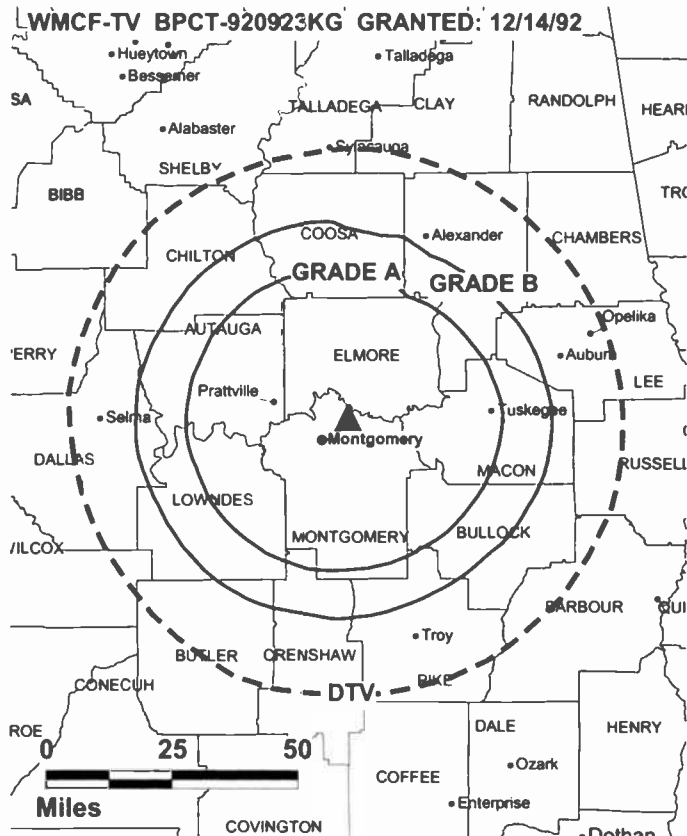 WMCF-TV BPCT-920923KG GRANTED: 12/14/92
Hueytown
Talladega
Bessemer
SA
TALLADEGA
CLAY
RANDOLPH
HEAR
Alabaster
Sylacauga
SHELBY
BIBB
TRO
COOSA
Alexander
CHAMBERS
CHILTON
GRADE A
GRADE B
Opelika
AUTAUGA
ELMORE
Auburn
ERRY
LEE
Prattville
Selma
Tuskegee
Montgomery
DALLAS
MACON
RUSSELL
LOWNDES
MONTGOMERY
BULLOCK
WILCOX
BARBOUR
QUI
Troy
BUTLER
CRENSHAW
PIKE
CONECUH
DTV
ROE
DALE
HENRY
0 25 50
Ozark
COFFEE
Miles
Enterprise
COVINGTON
Dothan